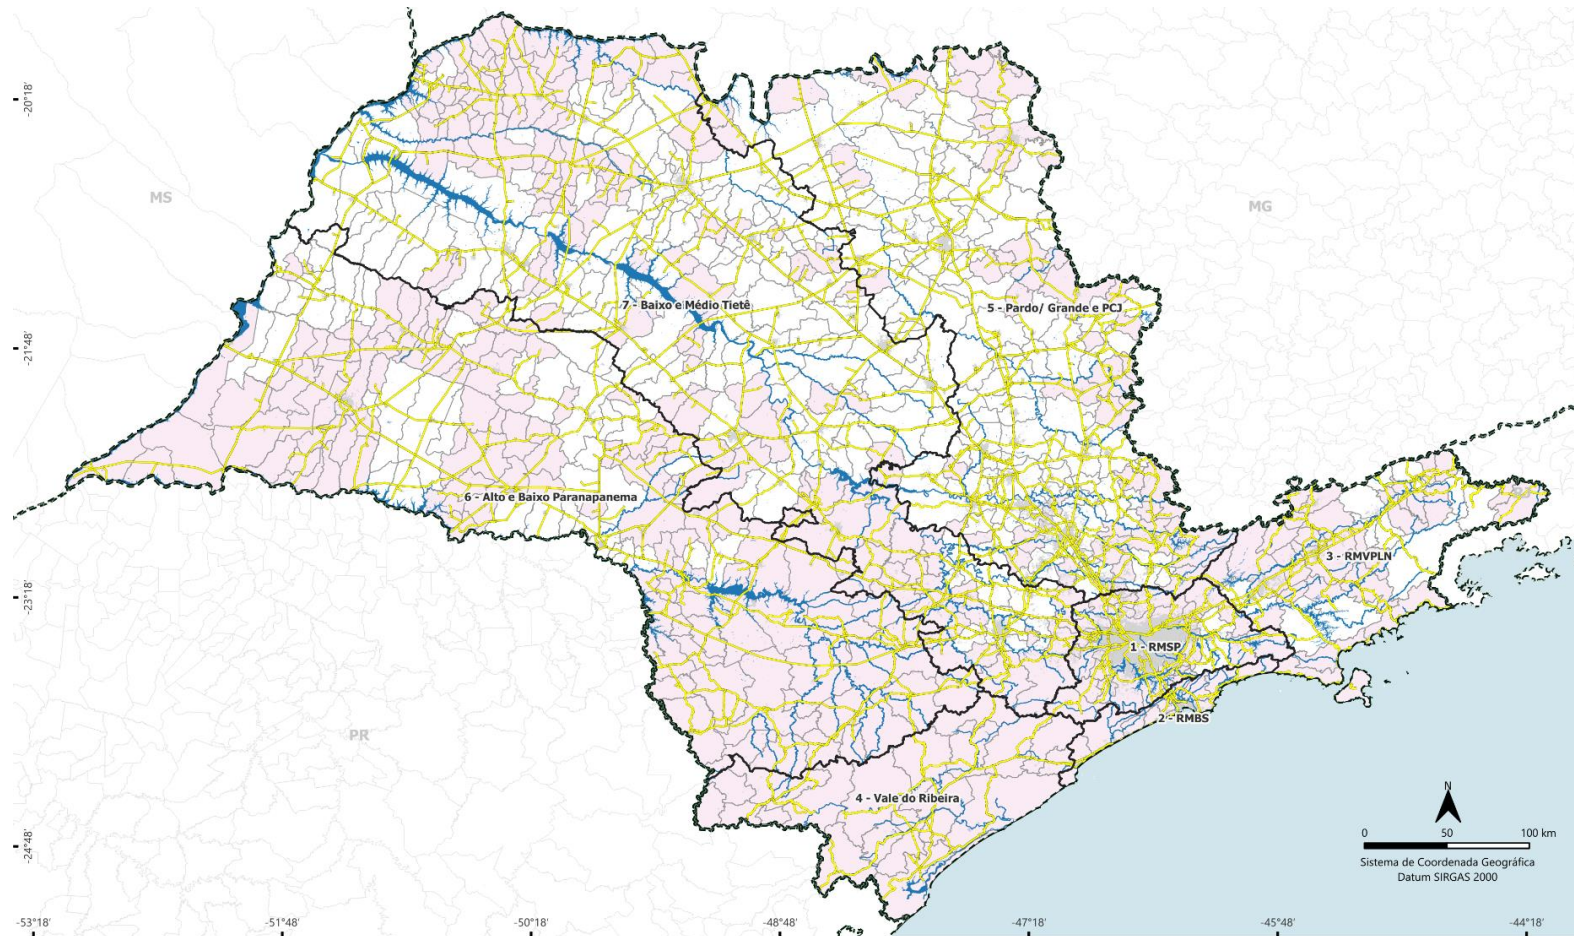 -20°18'
MS
MG
7 - Baixo e Médio Tietê
5 - Pardo/ Grande e PCJ
-21°48'
6 - Alto e Baixo Paranapanema
3 - RMVPLN
-23°18'
1 - RMSP
2 - RMBS
PR
4 - Vale do Ribeira
N
0 50 100 km
-24°48'
Sistema de Coordenada Geográfica
Datum SIRGAS 2000
-53°18' -51°48' -50°18' -48°48' -47°18' -45°48' -44°18'